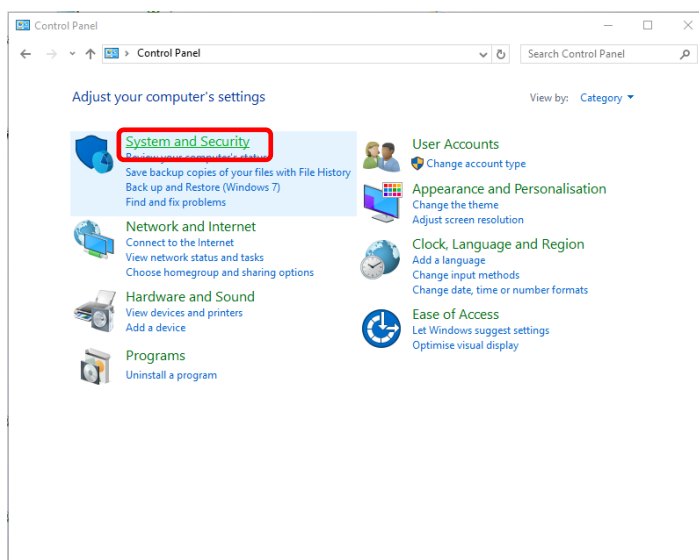 Control Panel
Control Panel
Search Control Panel
Adjust your computer's settings
View by: Category
System and Security
Review your computer's status
Save backup copies of your files with File History
Back up and Restore (Windows 7)
Find and fix problems
Network and Internet
Connect to the Internet
View network status and tasks
Choose homegroup and sharing options
Hardware and Sound
View devices and printers
Add a device
Programs
Uninstall a program
User Accounts
Change account type
Appearance and Personalisation
Change the theme
Adjust screen resolution
Clock, Language and Region
Add a language
Change input methods
Change date, time or number formats
Ease of Access
Let Windows suggest settings
Optimise visual display